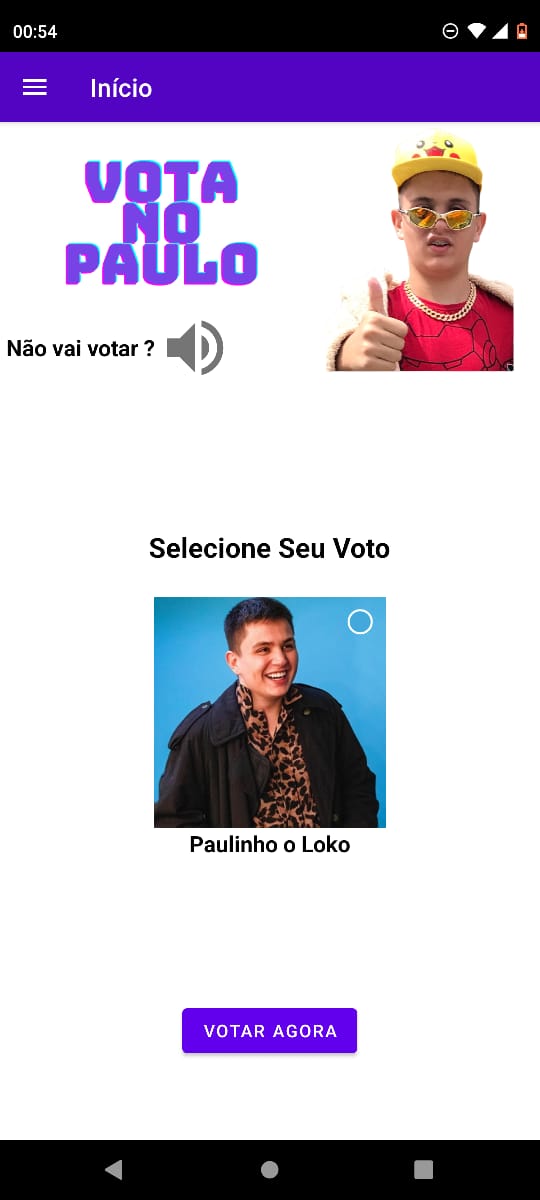 00:54
Início
VOTA
NO
PAULO
Não vai votar ?
Selecione Seu Voto
Paulinho o Loko
VOTAR AGORA